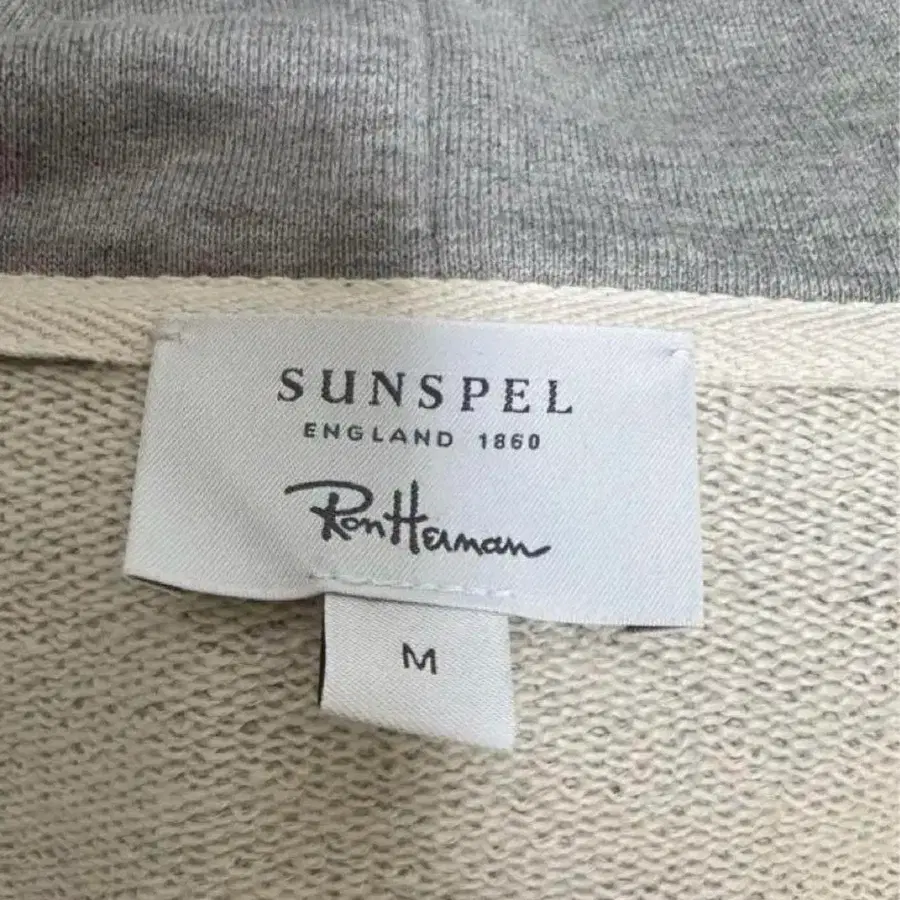 SUNSPEL
ENGLAND 1860
Ron Herman
M